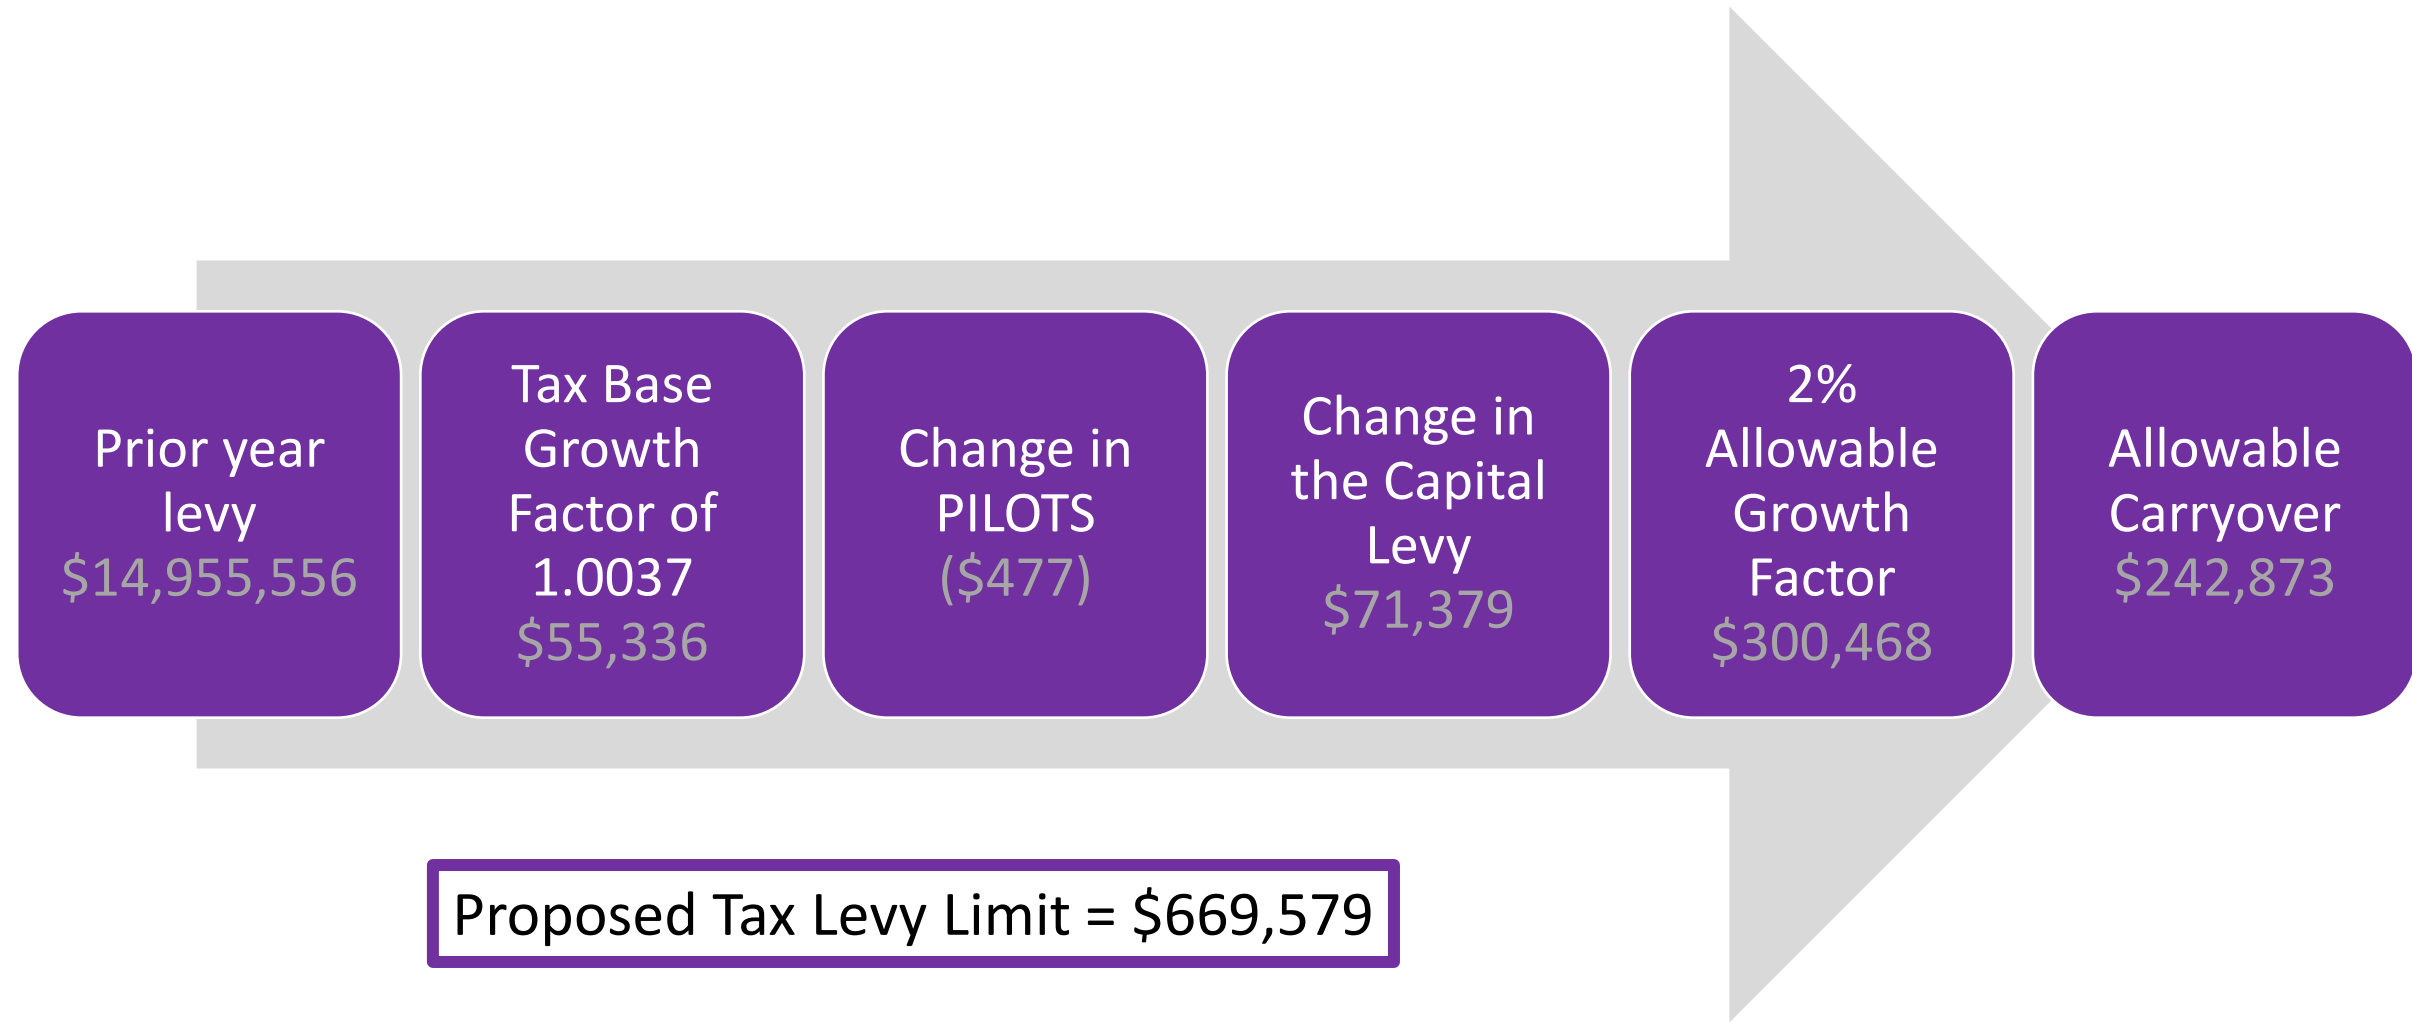 Prior year
levy
$14,955,556
Tax Base
Growth
Factor of
1.0037
$55,336
Change in
PILOTS
($477)
Change in
the Capital
Levy
$71,379
2%
Allowable
Growth
Factor
$300,468
Allowable
Carryover
$242,873
Proposed Tax Levy Limit = $669,579